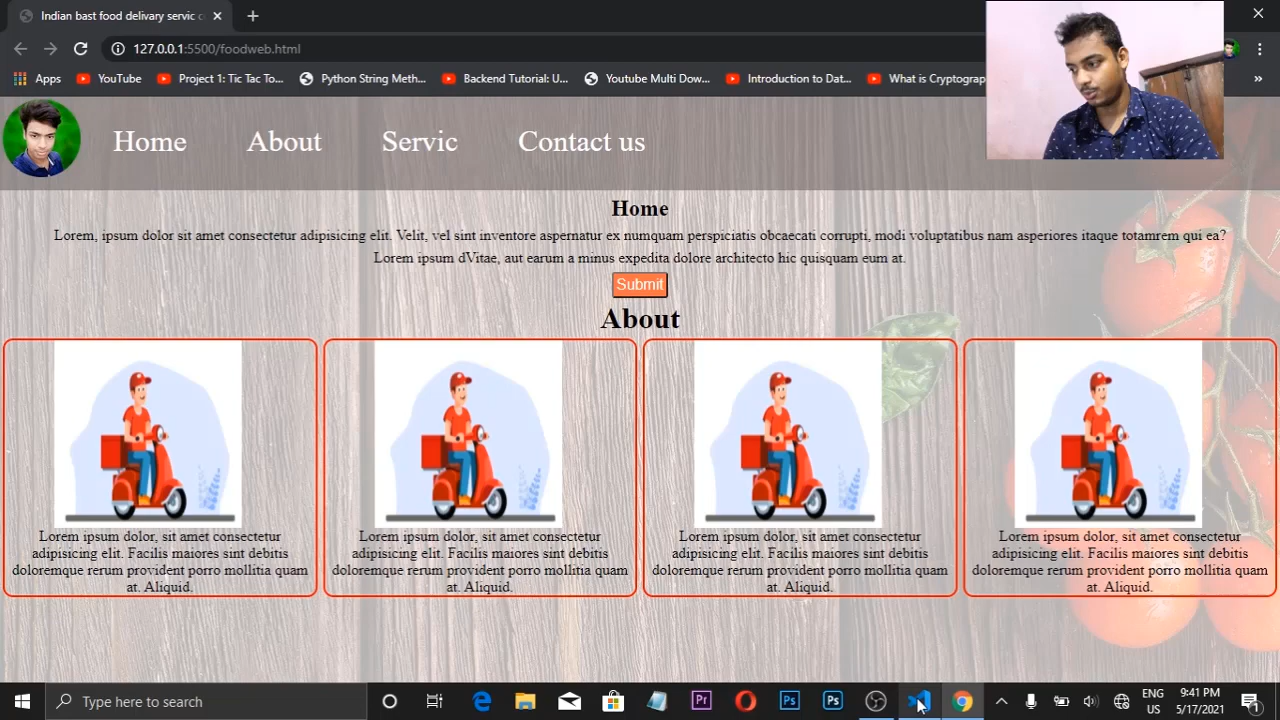 Indian bast food delivary servic
127.0.0.1:5500/foodweb.html
Apps
YouTube
Project 1: Tic Tac To...
Python String Meth...
Backend Tutorial: U...
Youtube Multi Dow...
Introduction to Dat...
What is Cryptograp
Home
About
Servic
Contact us
Home
Lorem, ipsum dolor sit amet consectetur adipisicing elit. Velit, vel sint inventore aspernatur ex numquam perspiciatis obcaecati corrupti, modi voluptatibus nam asperiores itaque totamrem qui ea?
Lorem ipsum dVitae, aut earum a minus expedita dolore architecto hic quisquam eum at.
Submit
About
Lorem ipsum dolor, sit amet consectetur
adipisicing elit. Facilis maiores sint debitis
doloremque rerum provident porro mollitia quam
at. Aliquid.
Lorem ipsum dolor, sit amet consectetur
adipisicing elit. Facilis maiores sint debitis
doloremque rerum provident porro mollitia quam
at. Aliquid.
Lorem ipsum dolor, sit amet consectetur
adipisicing elit. Facilis maiores sint debitis
doloremque rerum provident porro mollitia quam
at. Aliquid.
Lorem ipsum dolor, sit amet consectetur
adipisicing elit. Facilis maiores sint debitis
doloremque rerum provident porro mollitia quam
at. Aliquid.
Type here to search
Pr
Ps
Ps
ENG
US
9:41 PM
5/17/2021
1